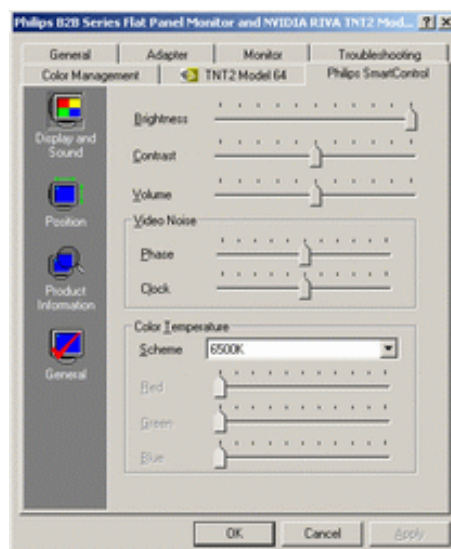 Philips B2B Series Flat Panel Monitor and NVIDIA RIVA TNT2 Mod...
General
Adapter
Monitor
Troubleshooting
Color Management
TNT2 Model 64
Philips SmartControl
Display and
Sound
Position
Product
Information
General
Brightness
Contrast
Volume
Video Noise
Phase
Clock
Color Temperature
Scheme
6500K
Red
Green
Blue
OK
Cancel
Apply